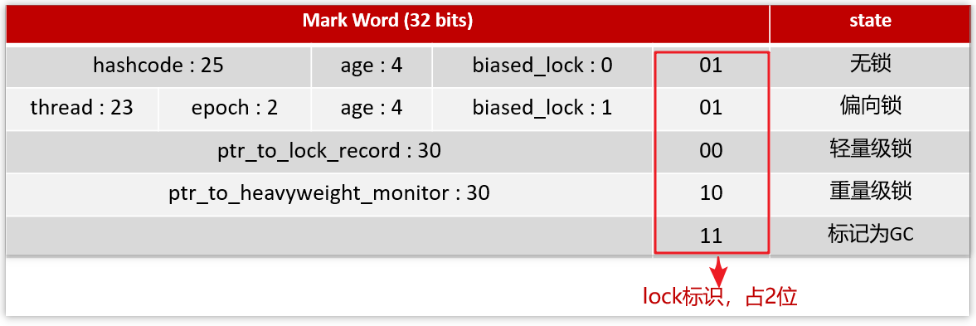 Mark Word (32 bits) state
hashcode : 25 age : 4 biased_lock : 0 01 无锁
thread : 23 epoch : 2 age : 4 biased_lock : 1 01 偏向锁
ptr_to_lock_record : 30 00 轻量级锁
ptr_to_heavyweight_monitor : 30 10 重量级锁
11 标记为GC
lock标识，占2位